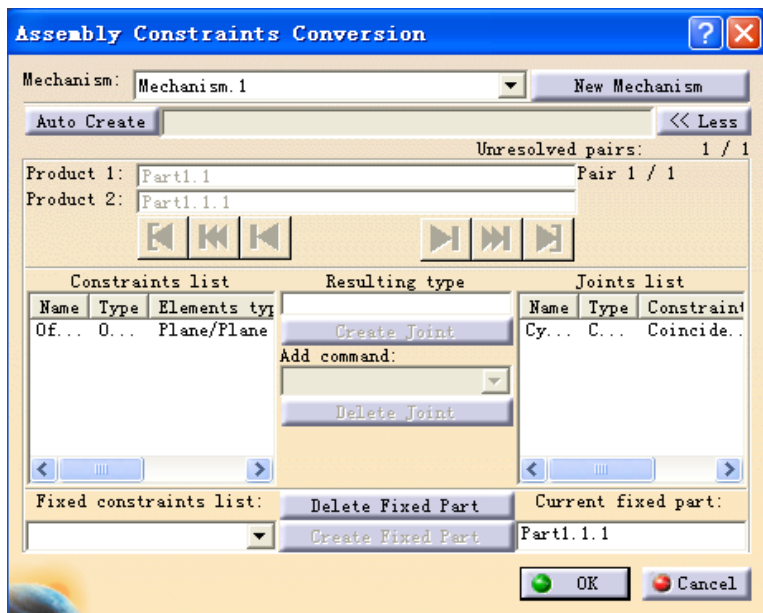 Assembly Constraints Conversion
Mechanism: Mechanism.1 New Mechanism
Auto Create << Less
Unresolved pairs: 1 / 1
Product 1: Part1.1 Pair 1 / 1
Product 2: Part1.1.1
Constraints list Resulting type Joints list
Name Type Elements typ Name Type Constraint
Of... O... Plane/Plane Create Joint Cy... C... Coincide..
Add command:
Delete Joint
Fixed constraints list: Delete Fixed Part Current fixed part:
Create Fixed Part Part1.1.1
OK Cancel